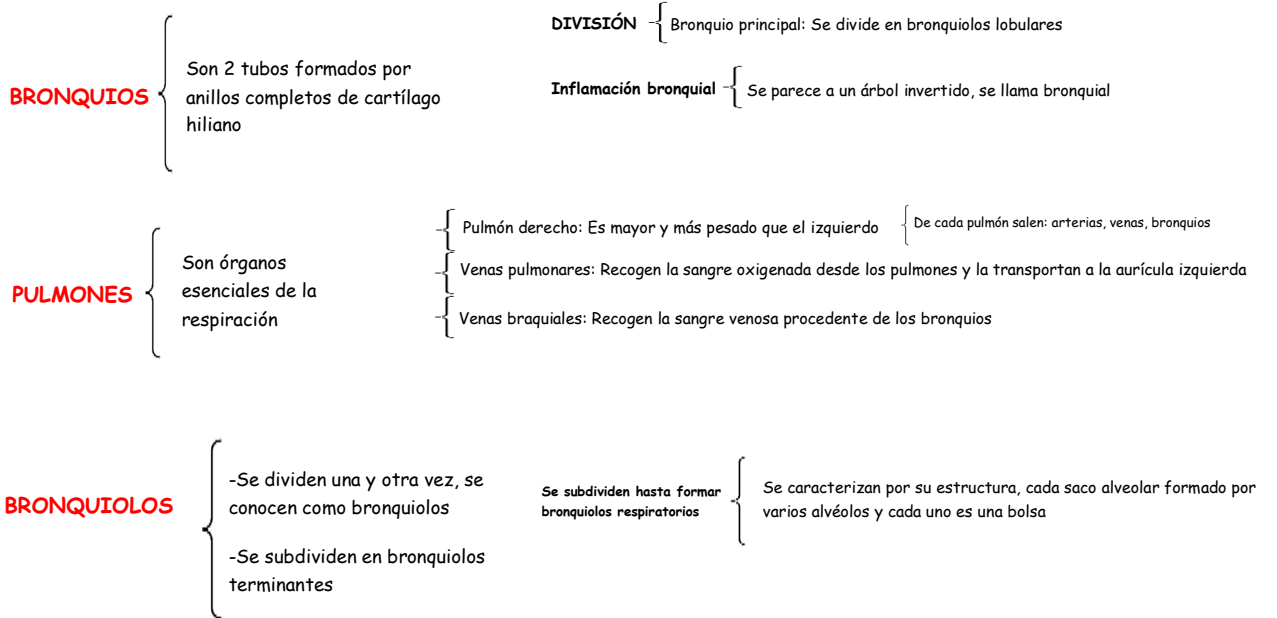 BRONQUIOS
Son 2 tubos formados por
anillos completos de cartílago
hiliano
DIVISIÓN
Bronquio principal: Se divide en bronquiolos lobulares
Inflamación bronquial
Se parece a un árbol invertido, se llama bronquial
PULMONES
Son órganos
esenciales de la
respiración
Pulmón derecho: Es mayor y más pesado que el izquierdo
De cada pulmón salen: arterias, venas, bronquios
Venas pulmonares: Recogen la sangre oxigenada desde los pulmones y la transportan a la aurícula izquierda
Venas braquiales: Recogen la sangre venosa procedente de los bronquios
BRONQUIOLOS
-Se dividen una y otra vez, se
conocen como bronquiolos
-Se subdividen en bronquiolos
terminantes
Se subdividen hasta formar
bronquiolos respiratorios
Se caracterizan por su estructura, cada saco alveolar formado por
varios alvéolos y cada uno es una bolsa